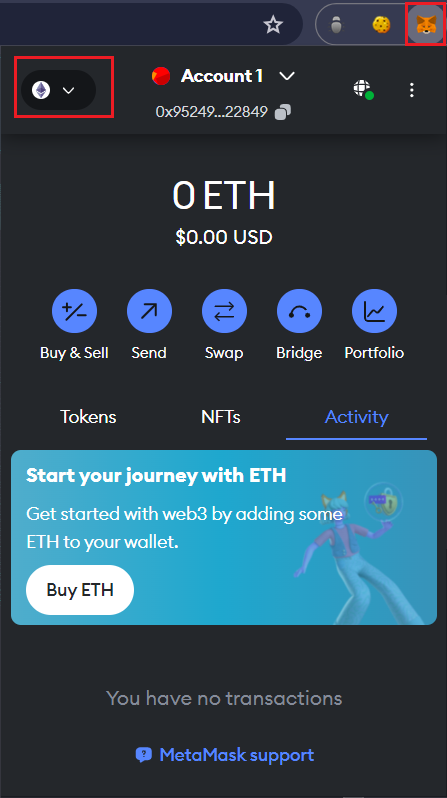 Account 1
0x95249...22849
0 ETH
$0.00 USD
Buy & Sell
Send
Swap
Bridge
Portfolio
Tokens
NFTs
Activity
Start your journey with ETH
Get started with web3 by adding some
ETH to your wallet.
Buy ETH
You have no transactions
MetaMask support